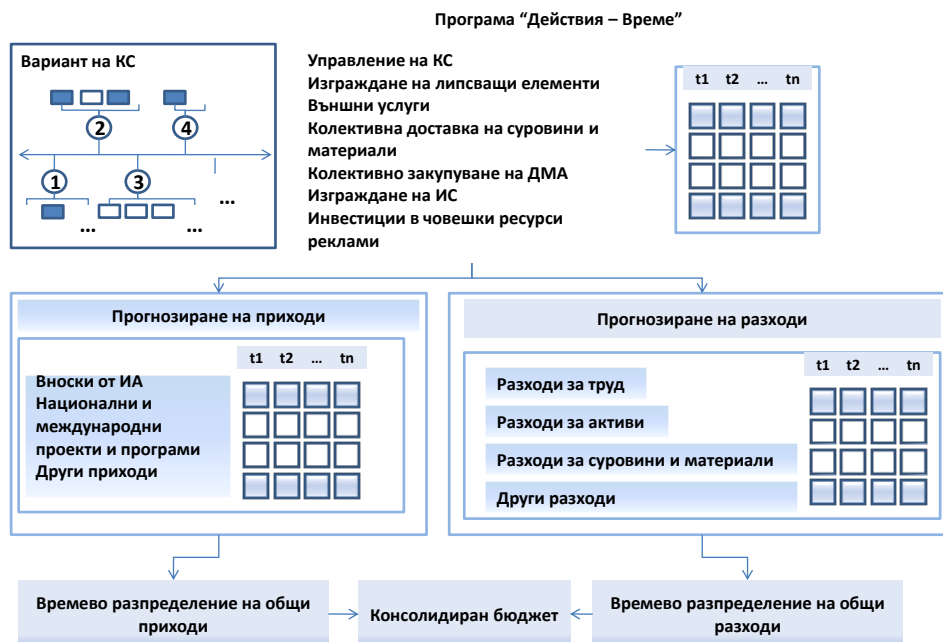 Програма “Действия – Време”
Вариант на КС
2
4
1
3
...
...
...
Управление на КС
Изграждане на липсващи елементи
Външни услуги
Колективна доставка на суровини и
материали
Колективно закупуване на ДМА
Изграждане на ИС
Инвестиции в човешки ресурси
реклами
t1 t2 ... tn
Прогнозиране на приходи
Вноски от ИА
Национални и
международни
проекти и програми
Други приходи
t1 t2 ... tn
Прогнозиране на разходи
Разходи за труд
Разходи за активи
Разходи за суровини и материали
Други разходи
t1 t2 ... tn
Времево разпределение на общи
приходи
Консолидиран бюджет
Времево разпределение на общи
разходи